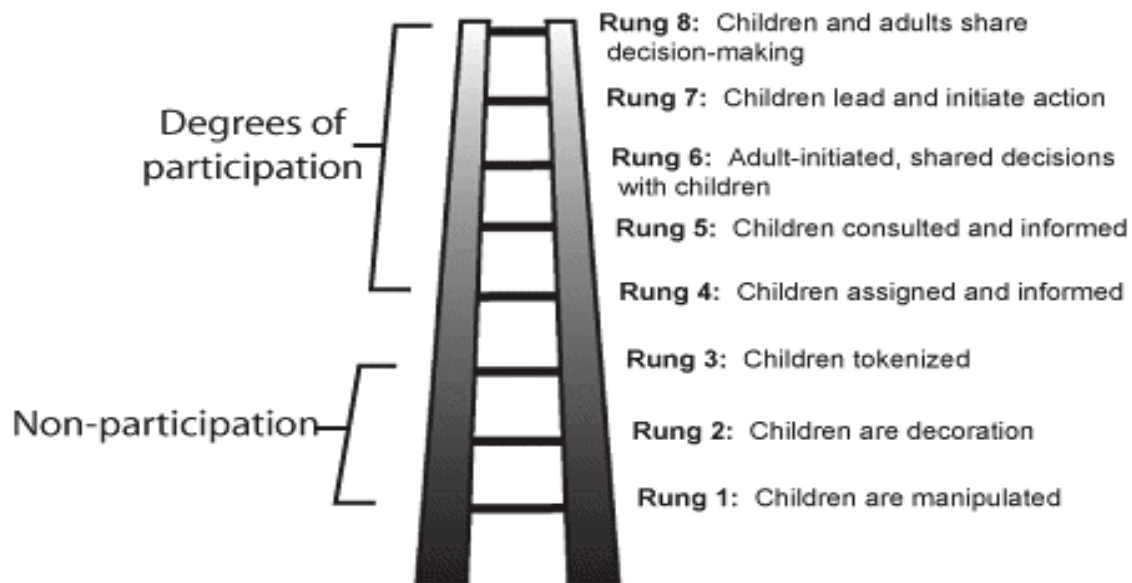 Rung 8: Children and adults share
decision-making
Rung 7: Children lead and initiate action
Degrees of
participation
Rung 6: Adult-initiated, shared decisions
with children
Rung 5: Children consulted and informed
Rung 4: Children assigned and informed
Rung 3: Children tokenized
Non-participation
Rung 2: Children are decoration
Rung 1: Children are manipulated